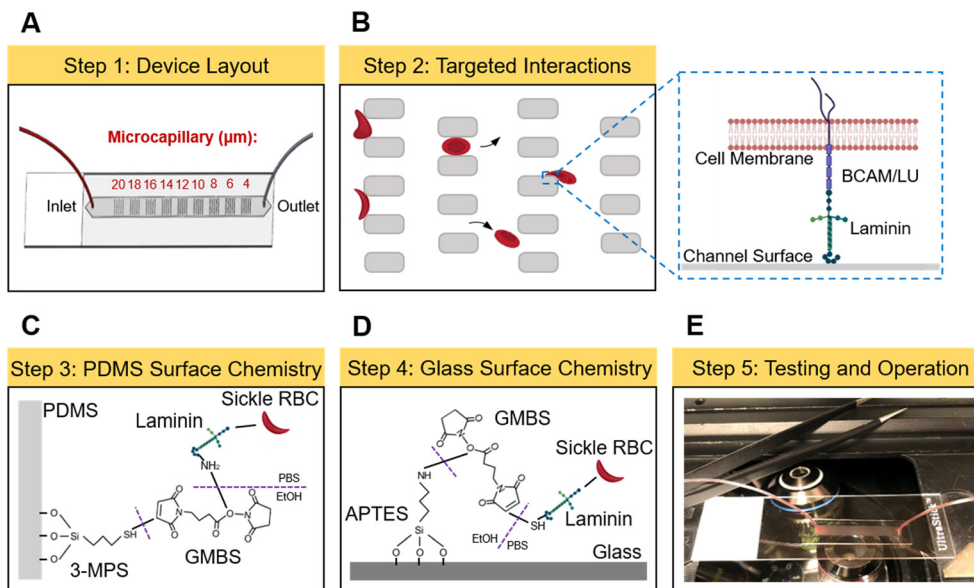 A
Step 1: Device Layout
Microcapillary (µm):
20 18 16 14 12 10 8 6 4
Inlet
Outlet
B
Step 2: Targeted Interactions
Cell Membrane
BCAM/LU
Laminin
Channel Surface
C
Step 3: PDMS Surface Chemistry
PDMS
Sickle RBC
Laminin
NH₂
PBS
EtOH
O
O
O
Si
SH
O
N
O
O
O
O
N
O
3-MPS
GMBS
D
Step 4: Glass Surface Chemistry
O
N
O
GMBS
O
O
NH
Sickle RBC
O
N
O
APTES
EtOH
PBS
SH
Laminin
Si
O
O
O
Glass
E
Step 5: Testing and Operation
UltraStick™